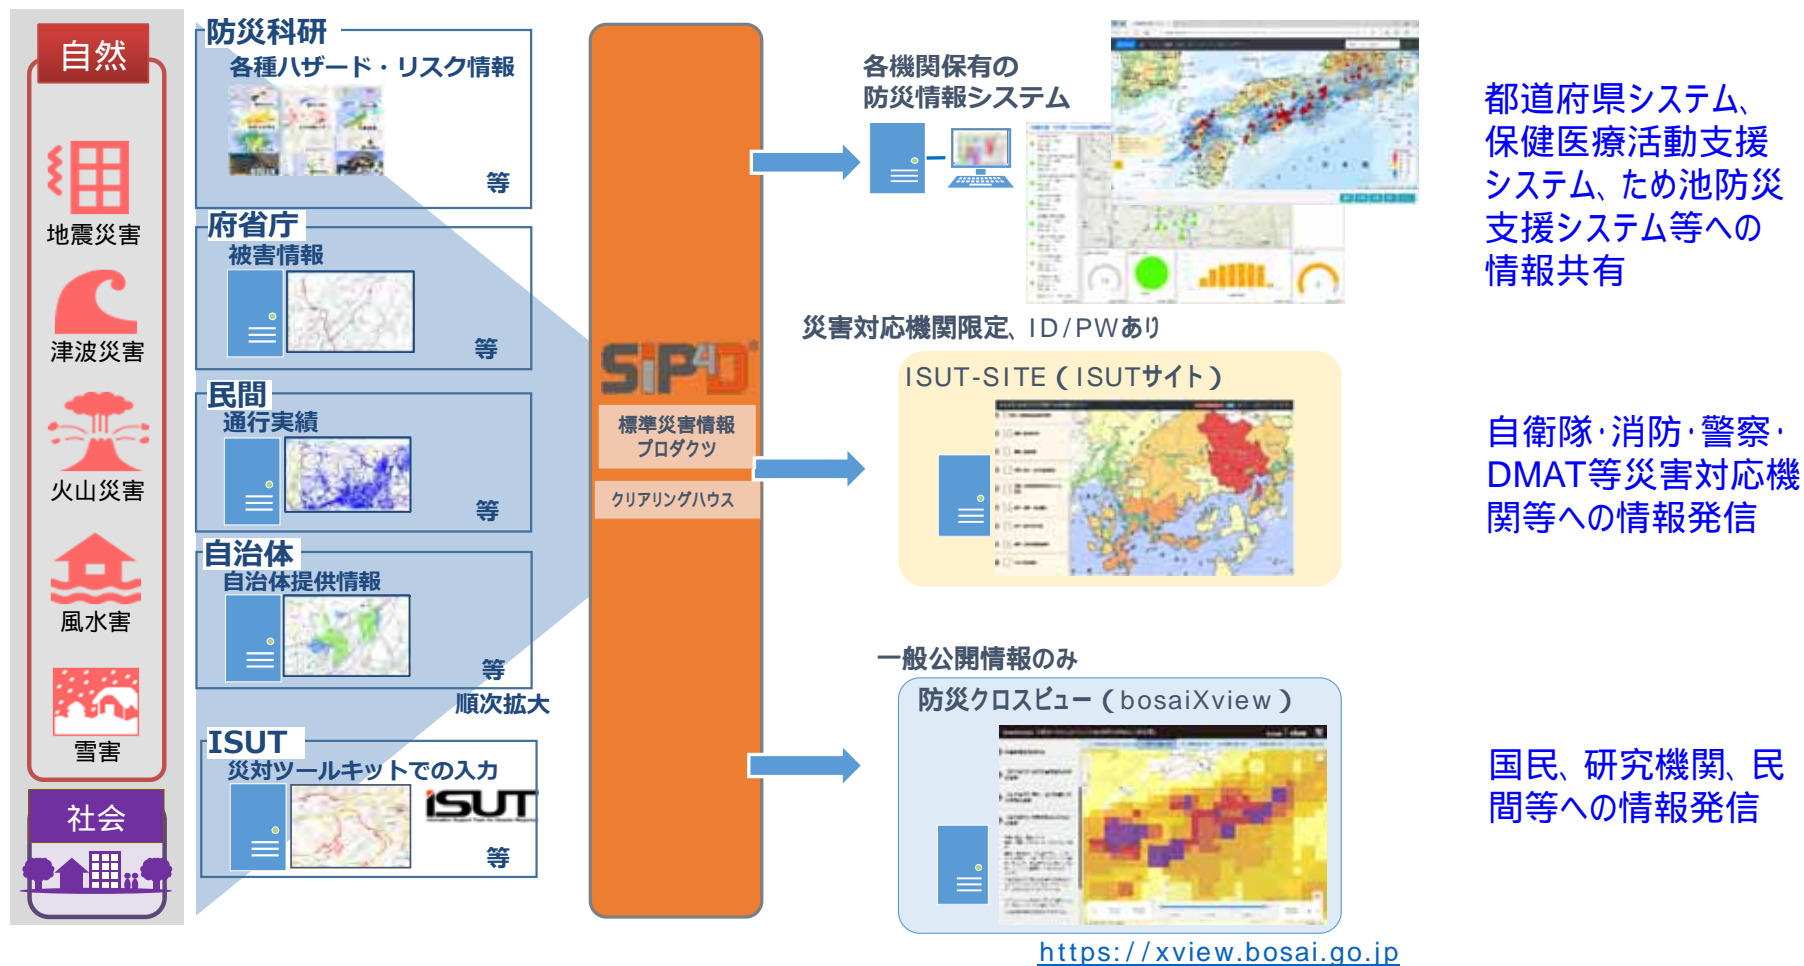 自然
地震災害
津波災害
火山災害
風水害
雪害
社会
防災科研
各種ハザード・リスク情報
等
府省庁
被害情報
等
民間
通行実績
等
自治体
自治体提供情報
等
順次拡大
ISUT
災対ツールキットでの入力
ISUT
等
SIP4D
標準災害情報
プロダクツ
クリアリングハウス
各機関保有の
防災情報システム
災害対応機関限定、ID/PWあり
ISUT-SITE(ISUTサイト)
一般公開情報のみ
防災クロスビュー(bosaiXview)
https://xview.bosai.go.jp
都道府県システム、
保健医療活動支援
システム、ため池防災
支援システム等への
情報共有
自衛隊・消防・警察・
DMAT等災害対応機
関等への情報発信
国民、研究機関、民
間等への情報発信